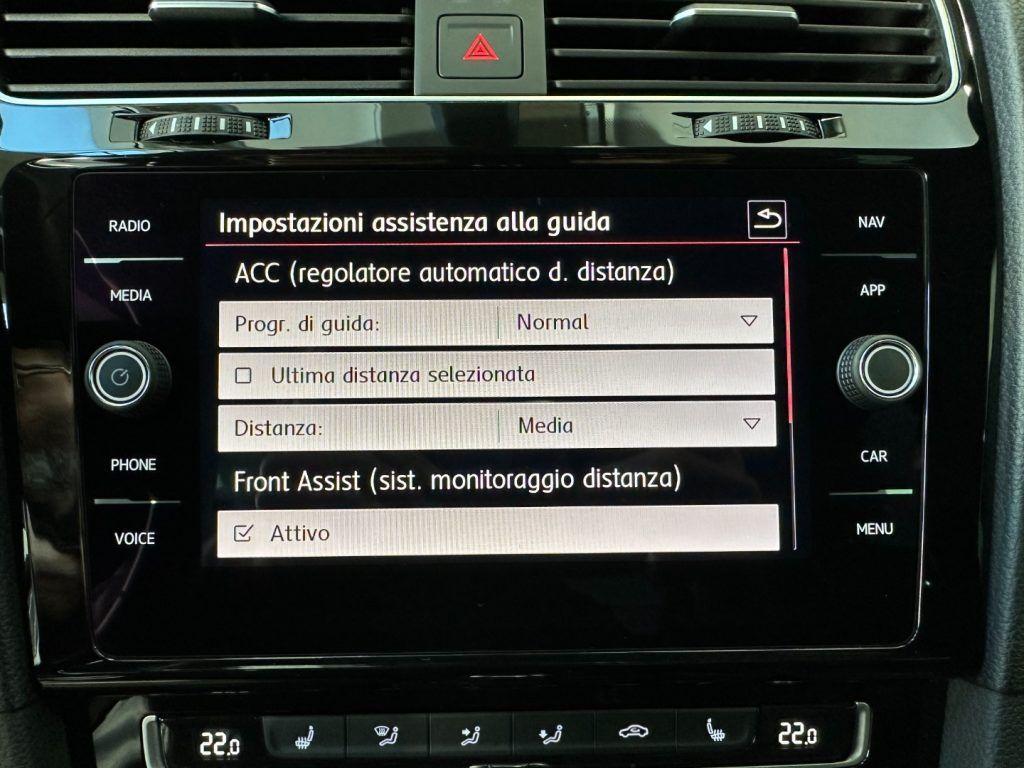 RADIO
MEDIA
PHONE
VOICE
Impostazioni assistenza alla guida
ACC (regolatore automatico d. distanza)
Progr. di guida: Normal
Ultima distanza selezionata
Distanza: Media
Front Assist (sist. monitoraggio distanza)
Attivo
NAV
APP
CAR
MENU
22.0
22.0